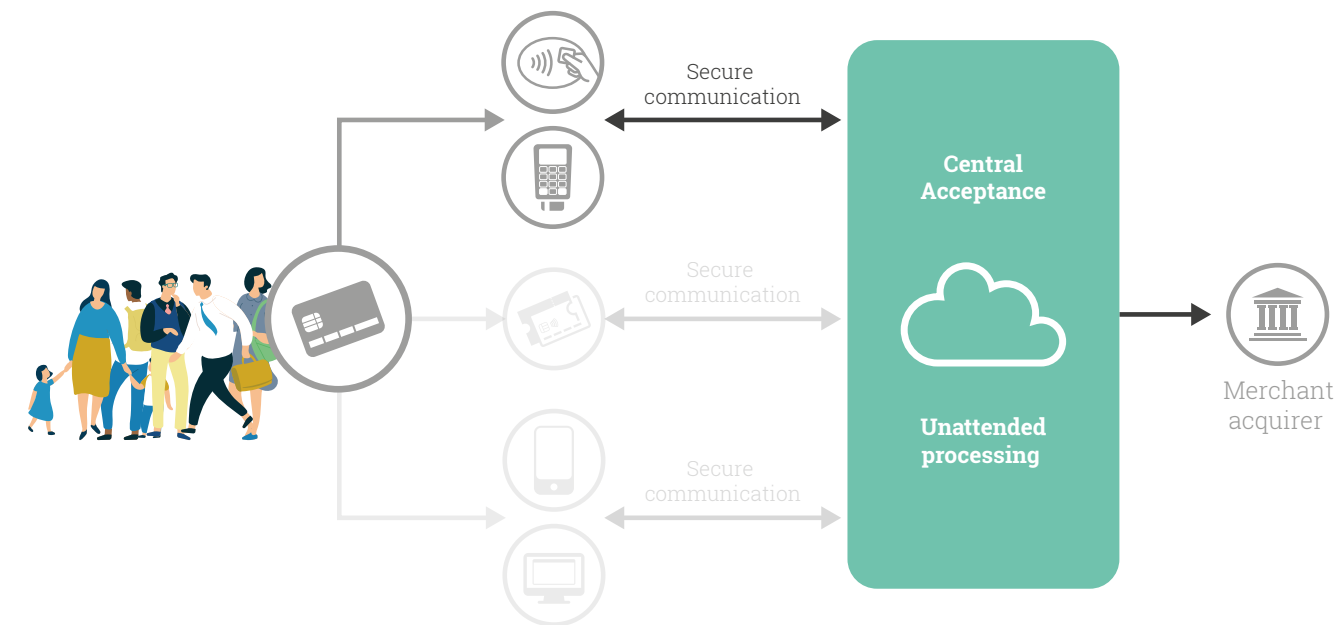 Secure
communication
Central
Acceptance
Secure
communication
Merchant
acquirer
Unattended
processing
Secure
communication